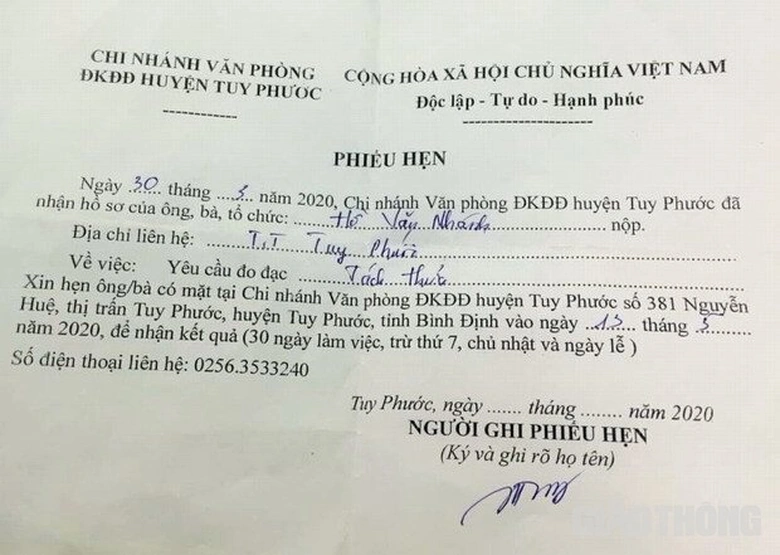 CHI NHÁNH VĂN PHÒNG
ĐKĐĐ HUYỆN TUY PHƯƠC
CỘNG HÒA XÃ HỘI CHỦ NGHĨA VIỆT NAM
Độc lập - Tự do - Hạnh phúc
PHIẾU HẸN
Ngày 30 tháng 3 năm 2020, Chi nhánh Văn phòng ĐKĐĐ huyện Tuy Phước đã
nhận hồ sơ của ông, bà, tổ chức: Hồ Văn Nhánh nộp.
Địa chỉ liên hệ: T.T Tuy Phước
Về việc: Yêu cầu đo đạc Tách thửa
Xin hẹn ông/bà có mặt tại Chi nhánh Văn phòng ĐKĐĐ huyện Tuy Phước số 381 Nguyễn
Huệ, thị trấn Tuy Phước, huyện Tuy Phước, tỉnh Bình Định vào ngày 13 tháng
năm 2020, để nhận kết quả (30 ngày làm việc, trừ thứ 7, chủ nhật và ngày lễ )
Số điện thoại liên hệ: 0256.3533240
Tuy Phước, ngày ........ tháng ........ năm 2020
NGƯỜI GHI PHIẾU HẸN
(Ký và ghi rõ họ tên)
GIAO THONG